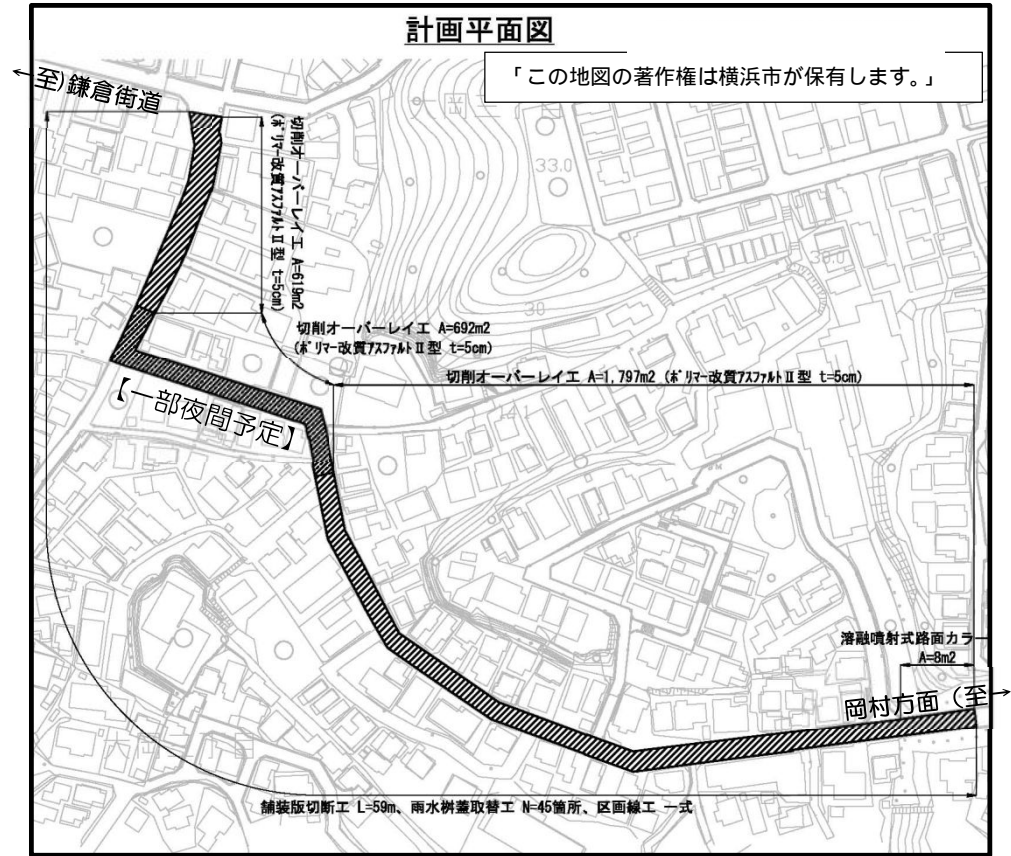 計画平面図
「この地図の著作権は横浜市が保有します。」
←至)鎌倉街道
切削オーバーレイエ A=619m2
(ポリマー改質アスファルトⅡ型 t=5cm)
33.0
30
切削オーバーレイエ A=692m2
(ポリマー改質アスファルトⅡ型 t=5cm)
切削オーバーレイエ A=1,797m2 (ポリマー改質アスファルトⅡ型 t=5cm)
【一部夜間予定】
溶融噴射式路面カラー
A=8m2
岡村方面（至→
舗装版切断工 L=59m、雨水桝蓋取替工 N=45箇所、区画線工 一式